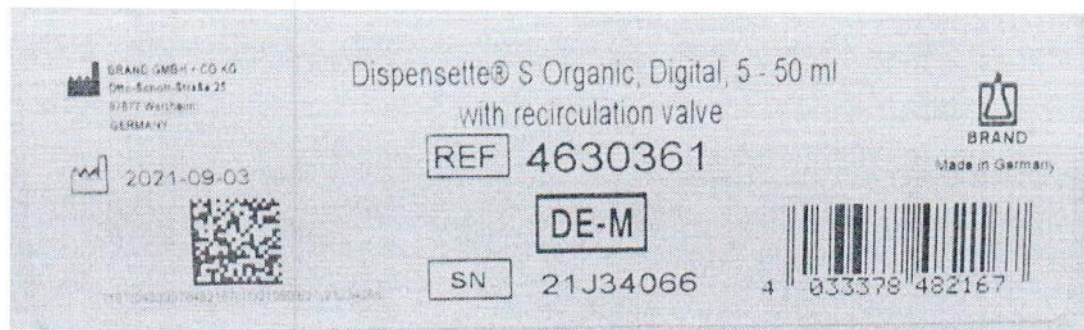 BRAND GMBH + CO KG
Otto-Schott-Straße 25
97877 Wertheim
GERMANY
2021-09-03
Dispensette® S Organic, Digital, 5 - 50 ml
with recirculation valve
REF 4630361
DE-M
SN 21J34066
BRAND
Made in Germany
4 033378 482167